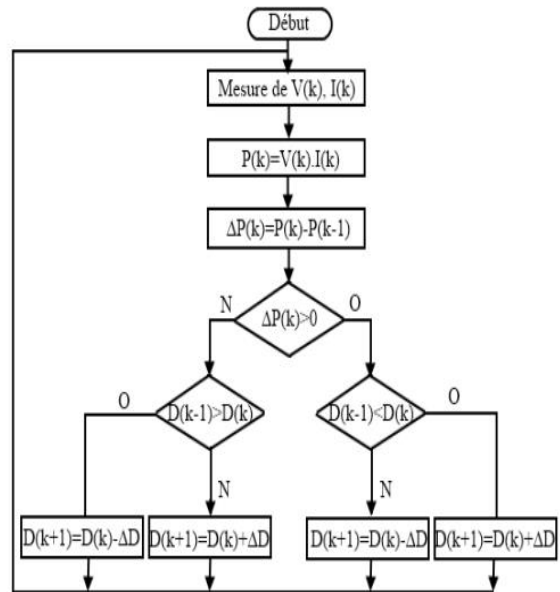 Début
Mesure de V(k), I(k)
P(k)=V(k).I(k)
ΔP(k)=P(k)-P(k-1)
N
ΔP(k)>0
O
O
D(k-1)>D(k)
D(k-1)<D(k)
O
N
N
D(k+1)=D(k)-ΔD
D(k+1)=D(k)+ΔD
D(k+1)=D(k)-ΔD
D(k+1)=D(k)+ΔD